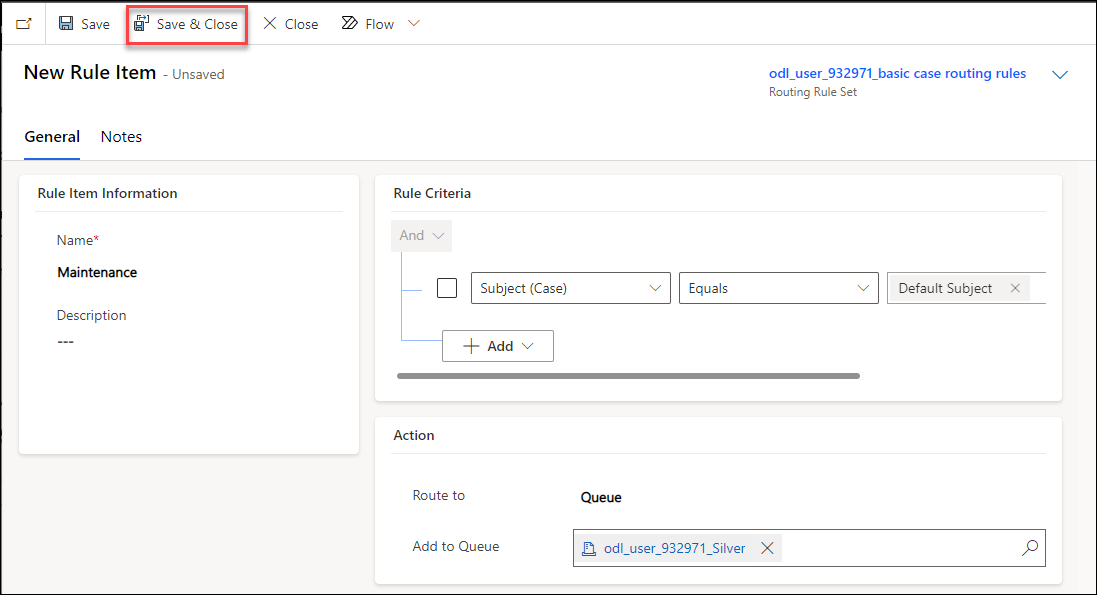 Save Save & Close Close Flow
New Rule Item - Unsaved
odl_user_932971_basic case routing rules
Routing Rule Set
General Notes
Rule Item Information
Name*
Maintenance
Description
---
Rule Criteria
And
Subject (Case) Equals Default Subject
Add
Action
Route to Queue
Add to Queue odl_user_932971_Silver